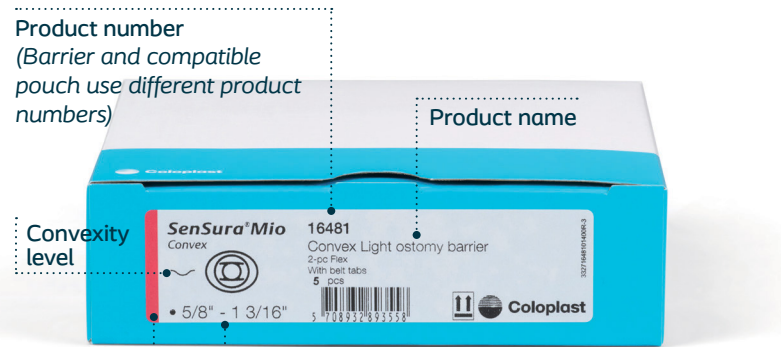 Product number
(Barrier and compatible
pouch use different product
numbers)
Product name
Coloplast
Convexity
level
SenSura® Mio
Convex
16481
Convex Light ostomy barrier
2-pc Flex
With belt tabs
5 pcs
• 5/8" - 1 3/16"
5 708932 893558
Coloplast